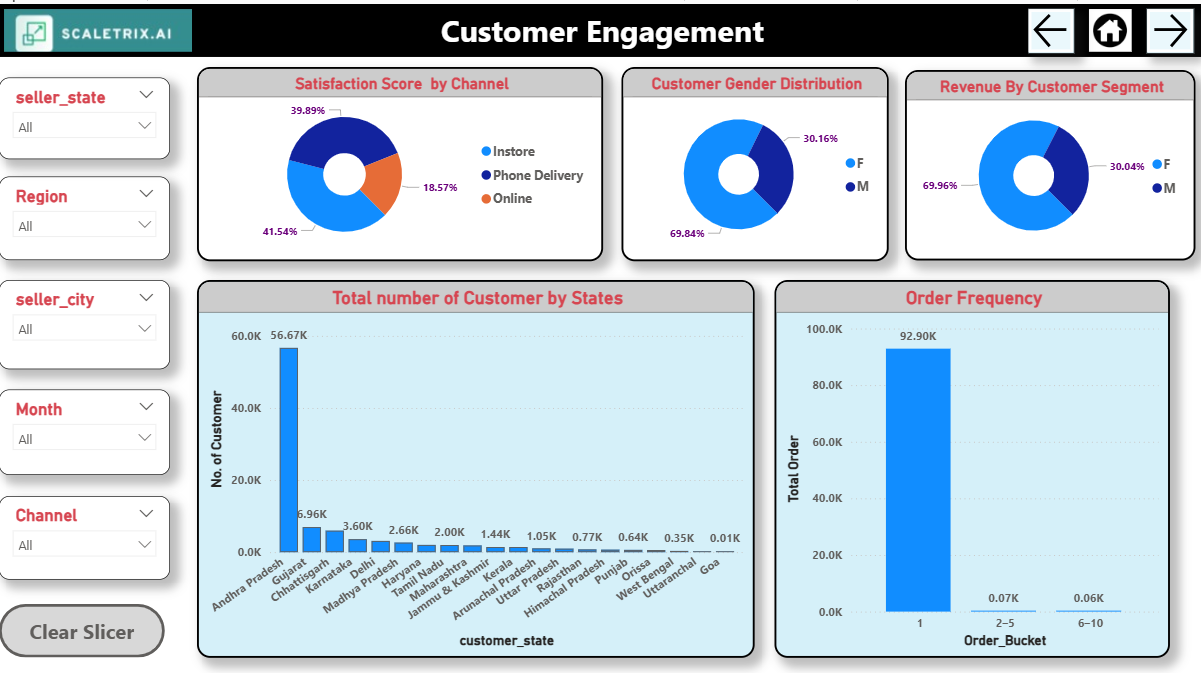 SCALETRIX.AI
Customer Engagement
seller_state
All
Region
All
seller_city
All
Month
All
Channel
All
Clear Slicer
Satisfaction Score by Channel
39.89%
18.57%
41.54%
Instore
Phone Delivery
Online
Customer Gender Distribution
30.16%
69.84%
F
M
Revenue By Customer Segment
30.04%
69.96%
F
M
Total number of Customer by States
No. of Customer
60.0K
40.0K
20.0K
0.0K
56.67K
6.96K
3.60K
2.66K
2.00K
1.44K
1.05K
0.77K
0.64K
0.35K
0.01K
Andhra Pradesh
Gujarat
Chhattisgarh
Karnataka
Delhi
Madhya Pradesh
Haryana
Tamil Nadu
Maharashtra
Jammu & Kashmir
Kerala
Arunachal Pradesh
Uttar Pradesh
Rajasthan
Himachal Pradesh
Punjab
Orissa
West Bengal
Uttaranchal
Goa
customer_state
Order Frequency
Total Order
100.0K
80.0K
60.0K
40.0K
20.0K
0.0K
92.90K
0.07K
0.06K
1
2–5
6–10
Order_Bucket